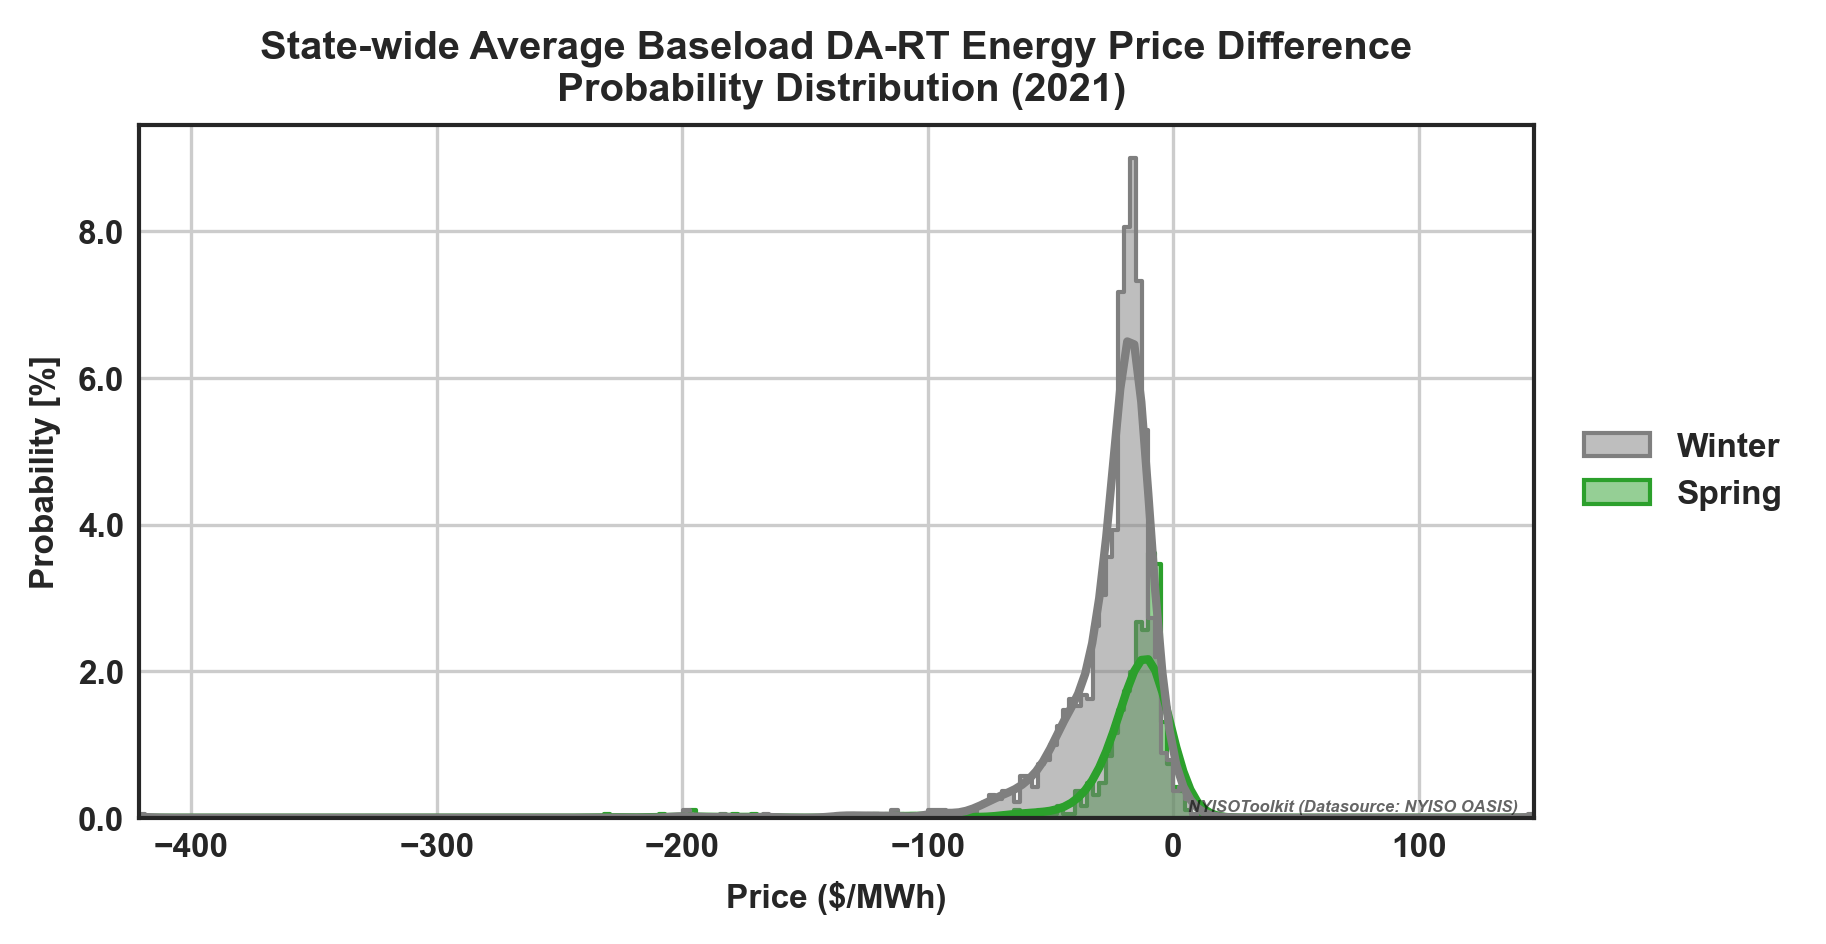 State-wide Average Baseload DA-RT Energy Price Difference
Probability Distribution (2021)
Probability [%]
8.0
6.0
4.0
2.0
0.0
−400
−300
−200
−100
0
100
Price ($/MWh)
Winter
Spring
NYISOToolkit (Datasource: NYISO OASIS)